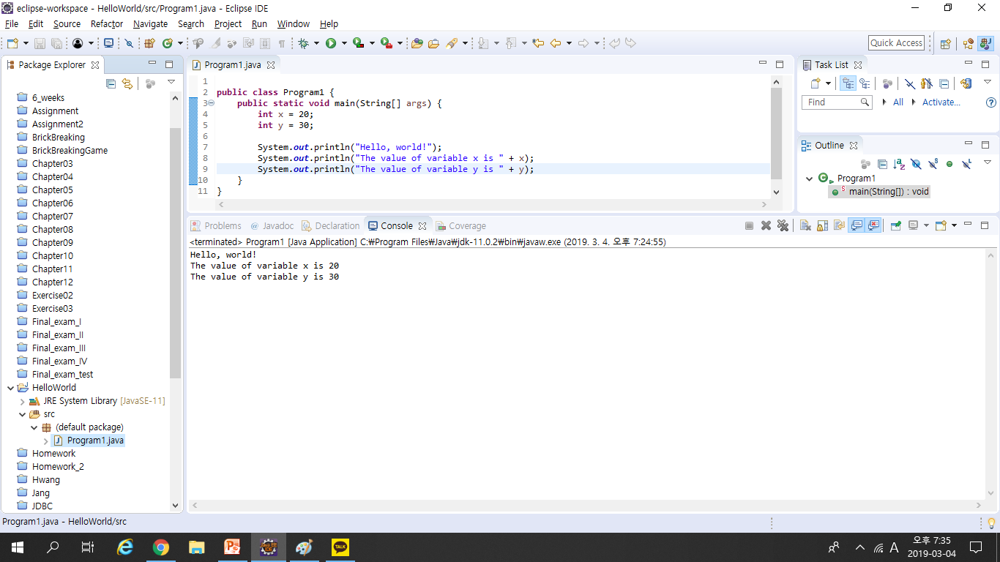 eclipse-workspace - HelloWorld/src/Program1.java - Eclipse IDE
File Edit Source Refactor Navigate Search Project Run Window Help
Quick Access
Package Explorer
6_weeks
Assignment
Assignment2
BrickBreaking
BrickBreakingGame
Chapter03
Chapter04
Chapter05
Chapter06
Chapter07
Chapter08
Chapter09
Chapter10
Chapter11
Chapter12
Exercise02
Exercise03
Final_exam_I
Final_exam_II
Final_exam_III
Final_exam_IV
Final_exam_test
HelloWorld
JRE System Library [JavaSE-11]
src
(default package)
Program1.java
Homework
Homework_2
Hwang
Jang
JDBC
Program1.java
1
2 public class Program1 {
3 public static void main(String[] args) {
4 int x = 20;
5 int y = 30;
6
7 System.out.println("Hello, world!");
8 System.out.println("The value of variable x is " + x);
9 System.out.println("The value of variable y is " + y);
10 }
11 }
Task List
Find All Activate...
Outline
Program1
main(String[]) : void
Problems @ Javadoc Declaration Console Coverage
<terminated> Program1 [Java Application] C:₩Program Files₩Java₩jdk-11.0.2₩bin₩javaw.exe (2019. 3. 4. 오후 7:24:55)
Hello, world!
The value of variable x is 20
The value of variable y is 30
Program1.java - HelloWorld/src
Java EE
IDE
TALK
A
오후 7:35
2019-03-04